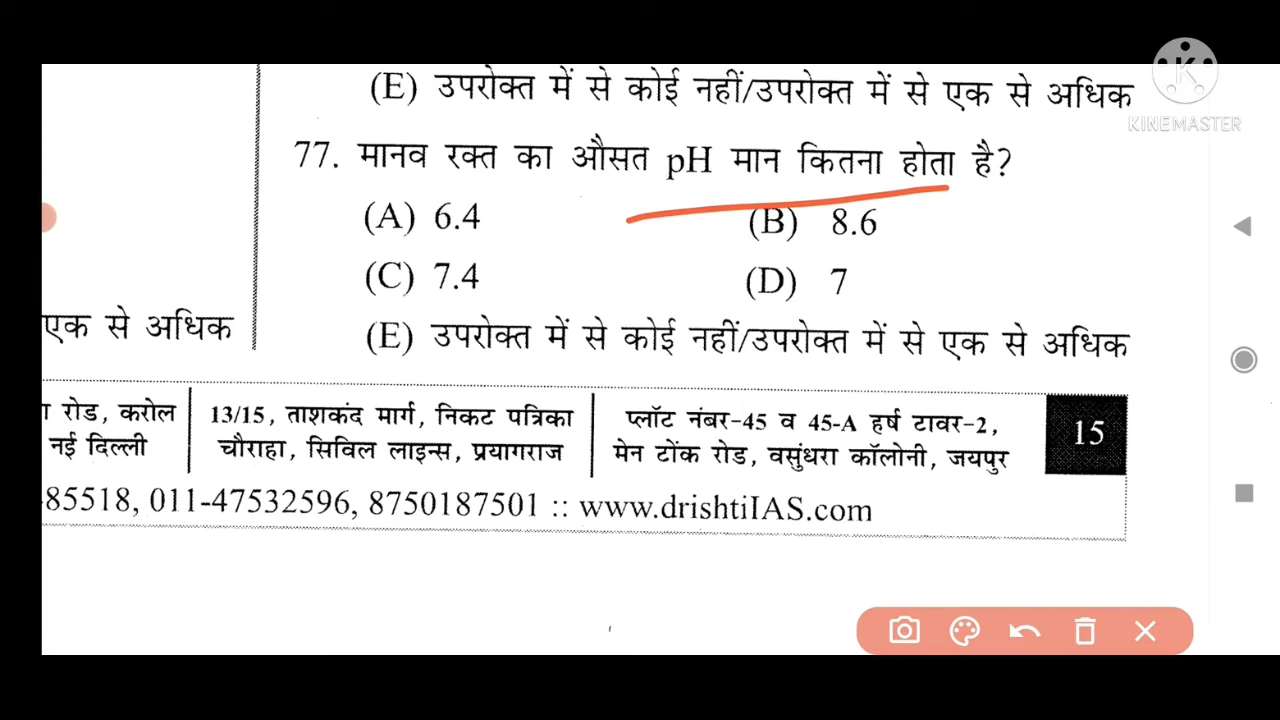 (E) उपरोक्त में से कोई नहीं/उपरोक्त में से एक से अधिक
KINEMASTER
77. मानव रक्त का औसत pH मान कितना होता है?
(A) 6.4 (B) 8.6
(C) 7.4 (D) 7
(E) उपरोक्त में से कोई नहीं/उपरोक्त में से एक से अधिक
एक से अधिक
रोड, करोल
नई दिल्ली
13/15, ताशकंद मार्ग, निकट पत्रिका
चौराहा, सिविल लाइन्स, प्रयागराज
प्लॉट नंबर-45 व 45-A हर्ष टावर-2,
मेन टोंक रोड, वसुंधरा कॉलोनी, जयपुर
15
-85518, 011-47532596, 8750187501 :: www.drishtiIAS.com